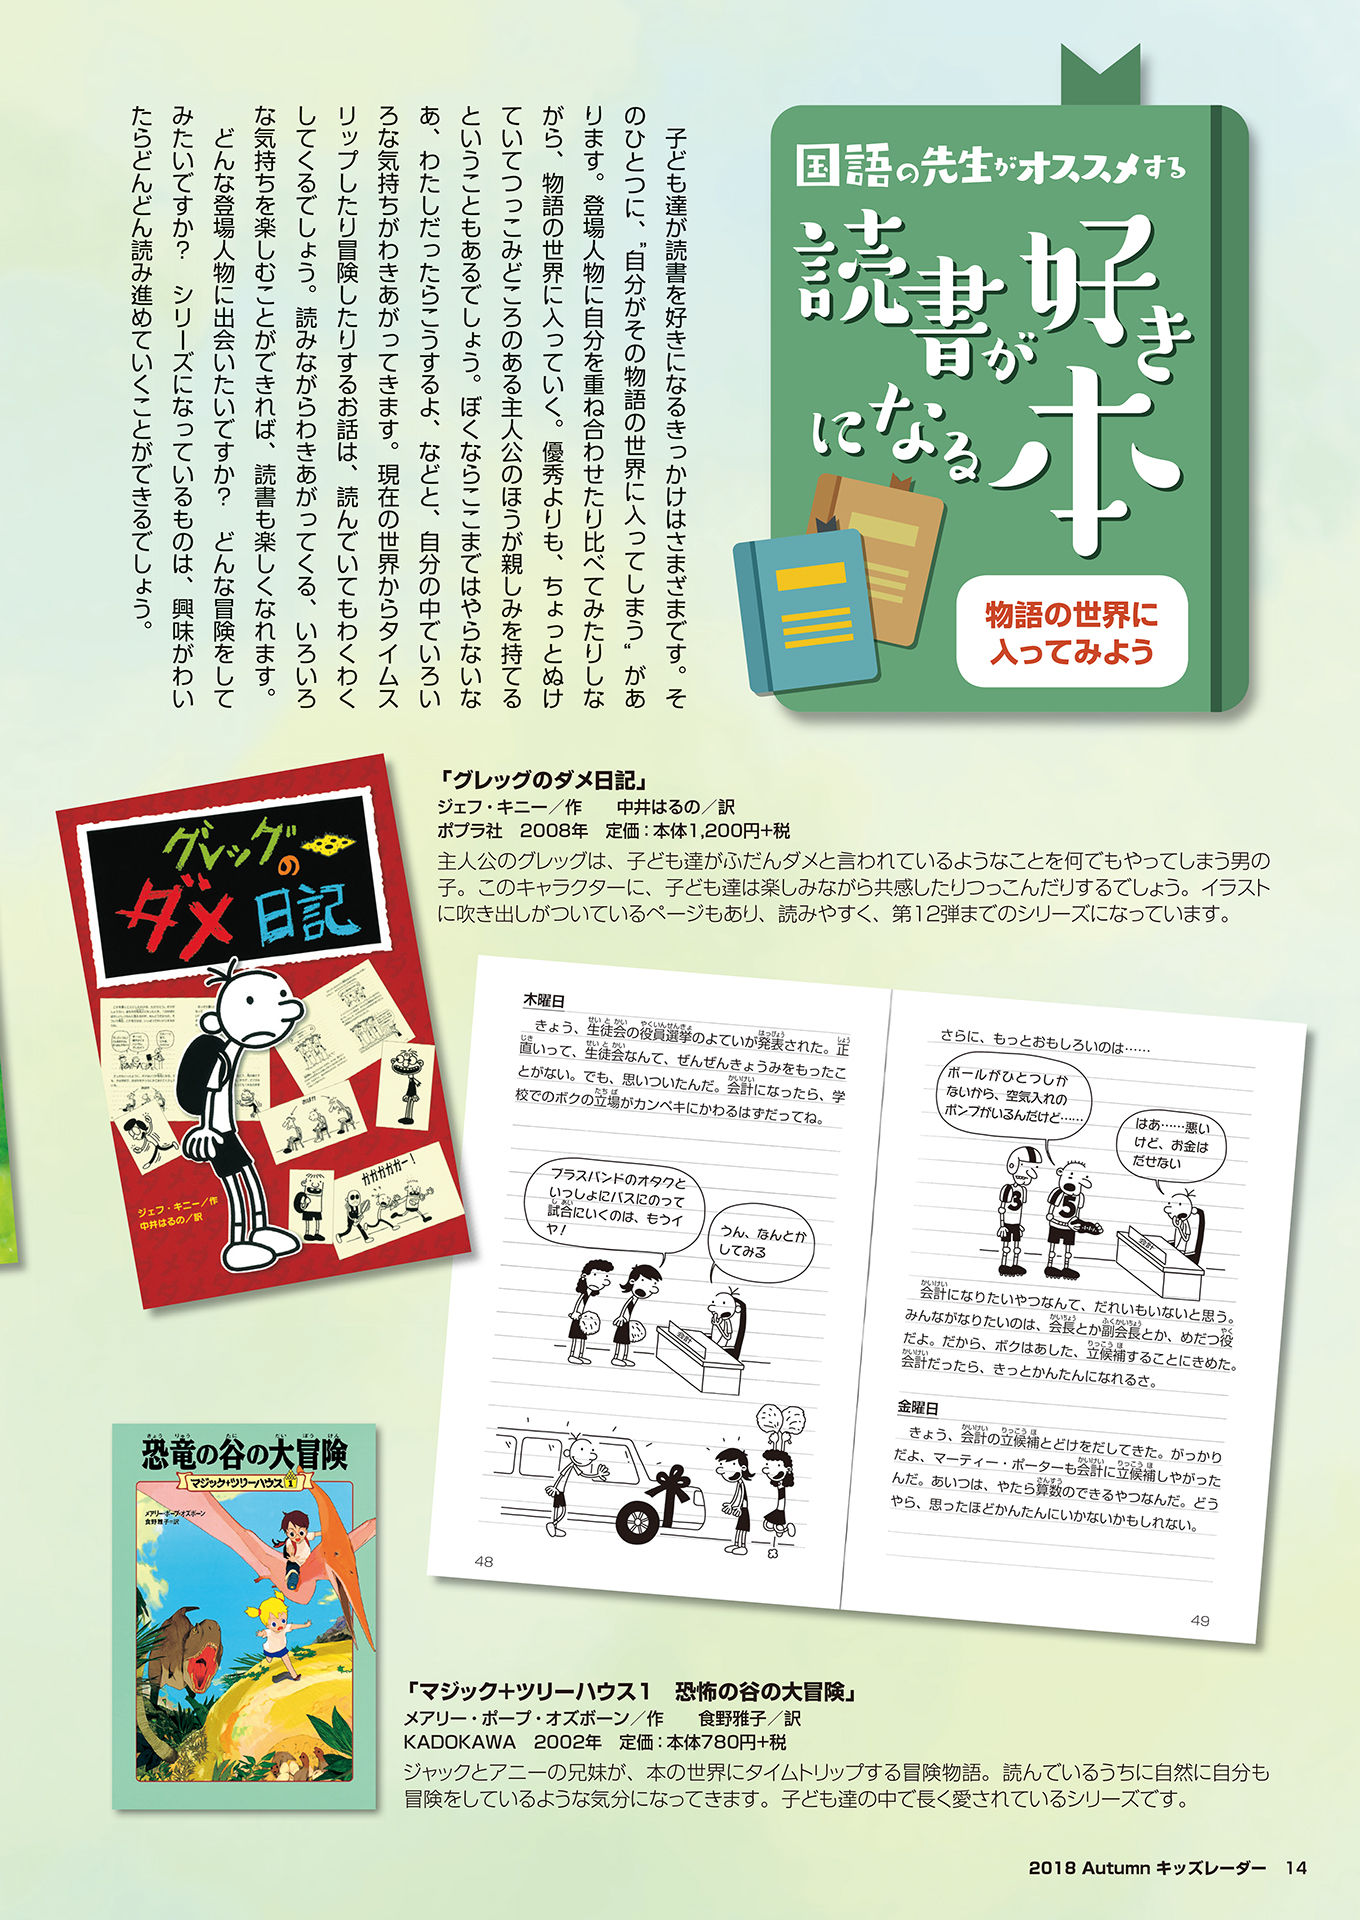 国語の先生がオススメする
読書が好き
になる本
物語の世界に
入ってみよう
子ども達が読書を好きになるきっかけはさまざまです。そ
のひとつに、"自分がその物語の世界に入ってしまう"があ
ります。登場人物に自分を重ね合わせたり比べてみたりしな
がら、物語の世界に入っていく。優秀よりも、ちょっとぬけ
ていてつっこみどころのある主人公のほうが親しみを持てる
ということもあるでしょう。ぼくならここまではやらないな
あ、わたしだったらこうするよ、などと、自分の中でいろい
ろな気持ちがわきあがってきます。現在の世界からタイムス
リップしたり冒険したりするお話は、読んでいてもわくわく
してくるでしょう。読みながらわきあがってくる、いろいろ
な気持ちを楽しむことができれば、読書も楽しくなれます。
どんな登場人物に出会いたいですか? どんな冒険をして
みたいですか? シリーズになっているものは、興味がわい
たらどんどん読み進めていくことができるでしょう。
「グレッグのダメ日記」
ジェフ・キニー/作 中井はるの/訳
ポプラ社 2008年 定価:本体1,200円+税
主人公のグレッグは、子ども達がふだんダメと言われているようなことを何でもやってしまう男の
子。このキャラクターに、子ども達は楽しみながら共感したりつっこんだりするでしょう。イラスト
に吹き出しがついているページもあり、読みやすく、第12弾までのシリーズになっています。
グレッグの
ダメ日記
ガガガガガー!
ジェフ・キニー/作
中井はるの/訳
木曜日
きょう、生徒会の役員選挙のよていが発表された。正
直いって、生徒会なんて、ぜんぜんきょうみをもったこ
とがない。でも、思いついたんだ。会計になったら、学
校でのボクの立場がカンペキにかわるはずだってね。
ブラスバンドのオタクと
いっしょにバスにのって
試合にいくのは、もうイ
ヤ!
うん、なんとか
してみる
会計
48
さらに、もっとおもしろいのは……
ボールがひとつしか
ないから、空気入れの
ポンプがいるんだけど……
はあ……悪い
けど、お金は
だせない
3
5
会計
会計になりたいやつなんて、だれもいないと思う。
みんながなりたいのは、会長とか副会長とか、めだつ役
だよ。だから、ボクはあした、立候補することにきめた。
会計だったら、きっとかんたんになれるさ。
金曜日
きょう、会計の立候補とどけをだしてきた。がっかり
だよ、マーティー・ポーターも会計に立候補しやがった
んだ。あいつは、やたら算数のできるやつなんだ。どう
やら、思ったほどかんたんにいかないかもしれない。
49
恐竜の谷の大冒険
マジック・ツリーハウス1
メアリー・ポープ・オズボーン
食野雅子=訳
「マジック+ツリーハウス1 恐怖の谷の大冒険」
メアリー・ポープ・オズボーン/作 食野雅子/訳
KADOKAWA 2002年 定価:本体780円+税
ジャックとアニーの兄妹が、本の世界にタイムトリップする冒険物語。読んでいるうちに自然に自分も
冒険をしているような気分になってきます。子ども達の中で長く愛されているシリーズです。
2018 Autumn キッズレーダー 14